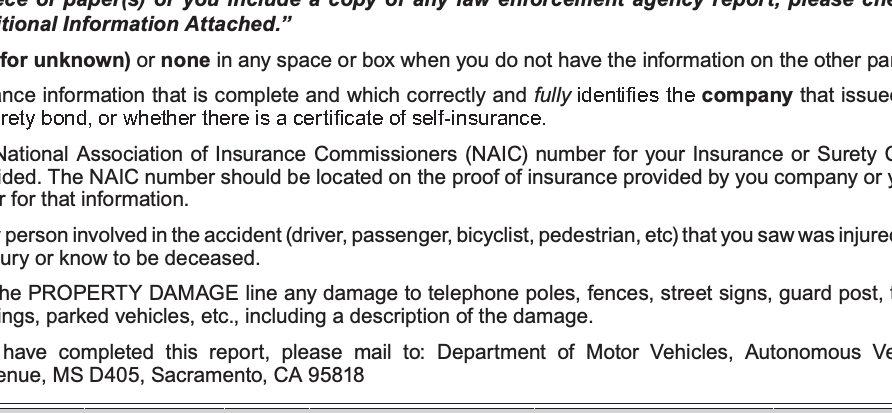 piece of paper(s) or you include a copy of any law enforcement agency report, please
itional Information Attached.”
for unknown) or none in any space or box when you do not have the information on the other
ance information that is complete and which correctly and fully identifies the company that issued
rety bond, or whether there is a certificate of self-insurance.
National Association of Insurance Commissioners (NAIC) number for your Insurance or Surety
ided. The NAIC number should be located on the proof of insurance provided by you company or
r for that information.
person involved in the accident (driver, passenger, bicyclist, pedestrian, etc) that you saw was injured
ury or know to be deceased.
he PROPERTY DAMAGE line any damage to telephone poles, fences, street signs, guard post,
ings, parked vehicles, etc., including a description of the damage.
have completed this report, please mail to: Department of Motor Vehicles, Autonomous Ve
enue, MS D405, Sacramento, CA 95818